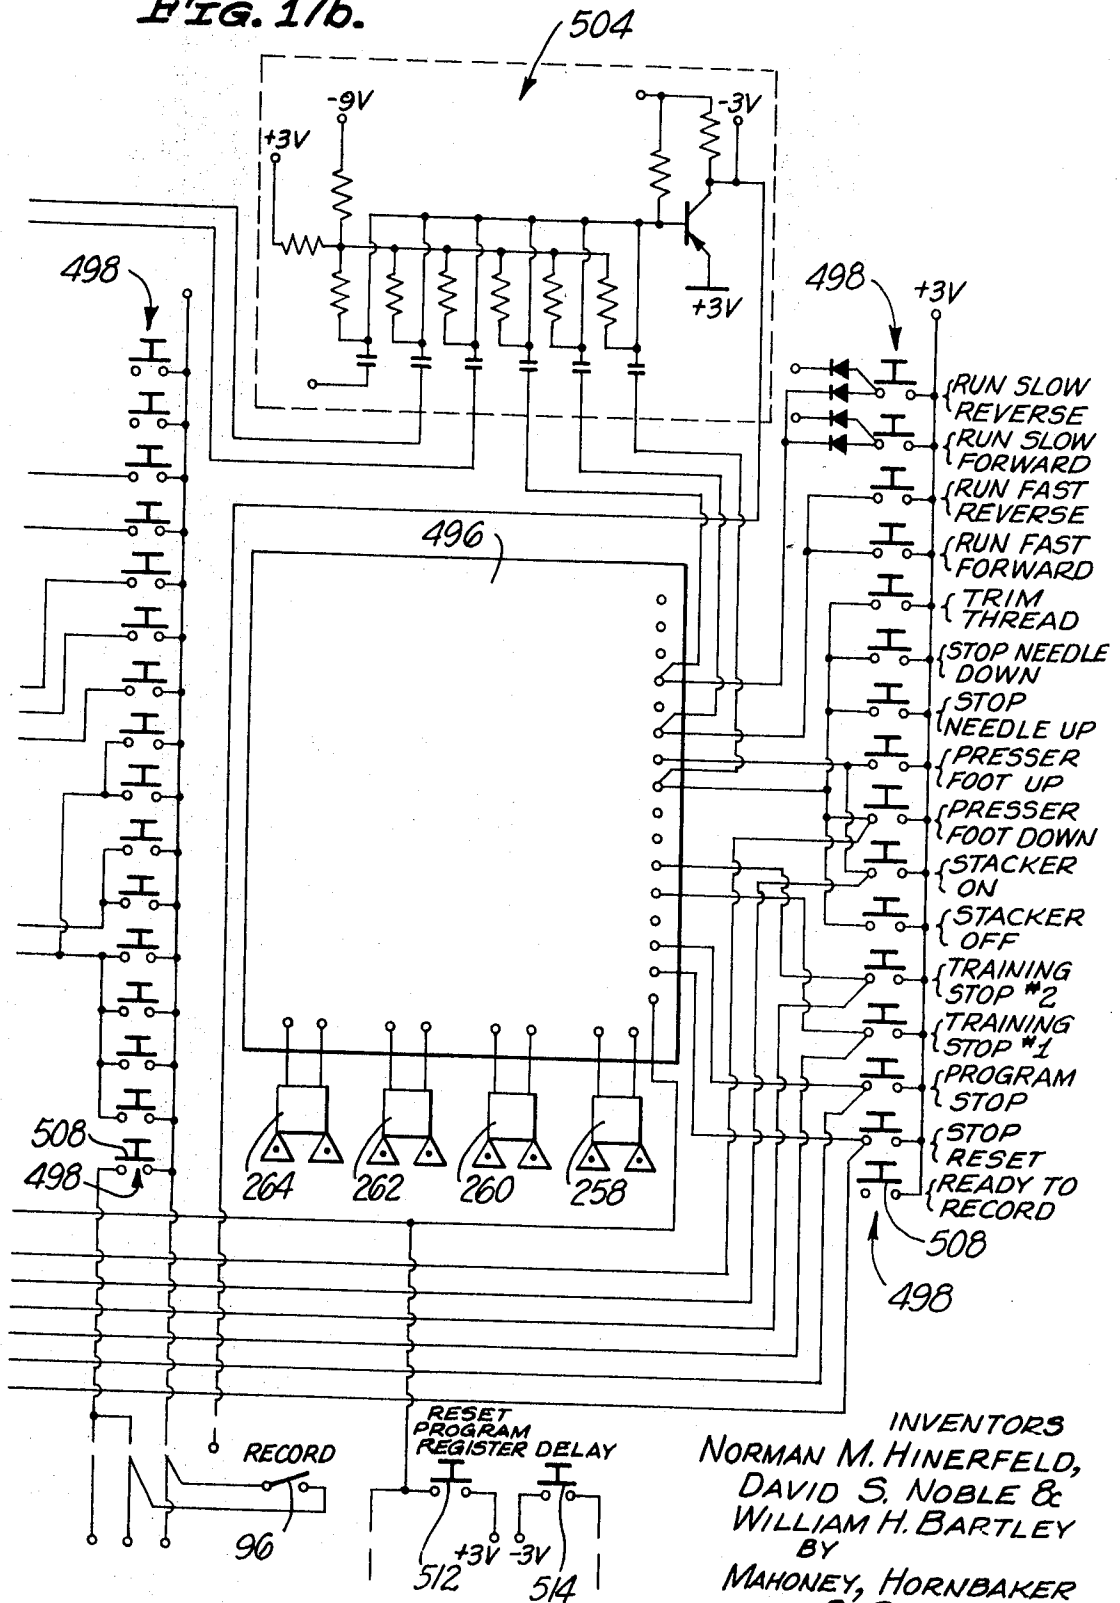 FIG. 17b.
504
-9V
-3V
+3V
498
498
+3V
+3V
RUN SLOW
REVERSE
RUN SLOW
FORWARD
RUN FAST
REVERSE
496
RUN FAST
FORWARD
TRIM
THREAD
STOP NEEDLE
DOWN
STOP
NEEDLE UP
PRESSER
FOOT UP
PRESSER
FOOT DOWN
STACKER
ON
STACKER
OFF
TRAINING
STOP #2
TRAINING
STOP #1
PROGRAM
STOP
508
STOP
RESET
498
264
262
260
258
READY TO
RECORD
508
498
RESET
PROGRAM
REGISTER DELAY
RECORD
INVENTORS
NORMAN M. HINERFELD,
DAVID S. NOBLE &
WILLIAM H. BARTLEY
BY
96
+3V -3V
512
514
MAHONEY, HORNBAKER